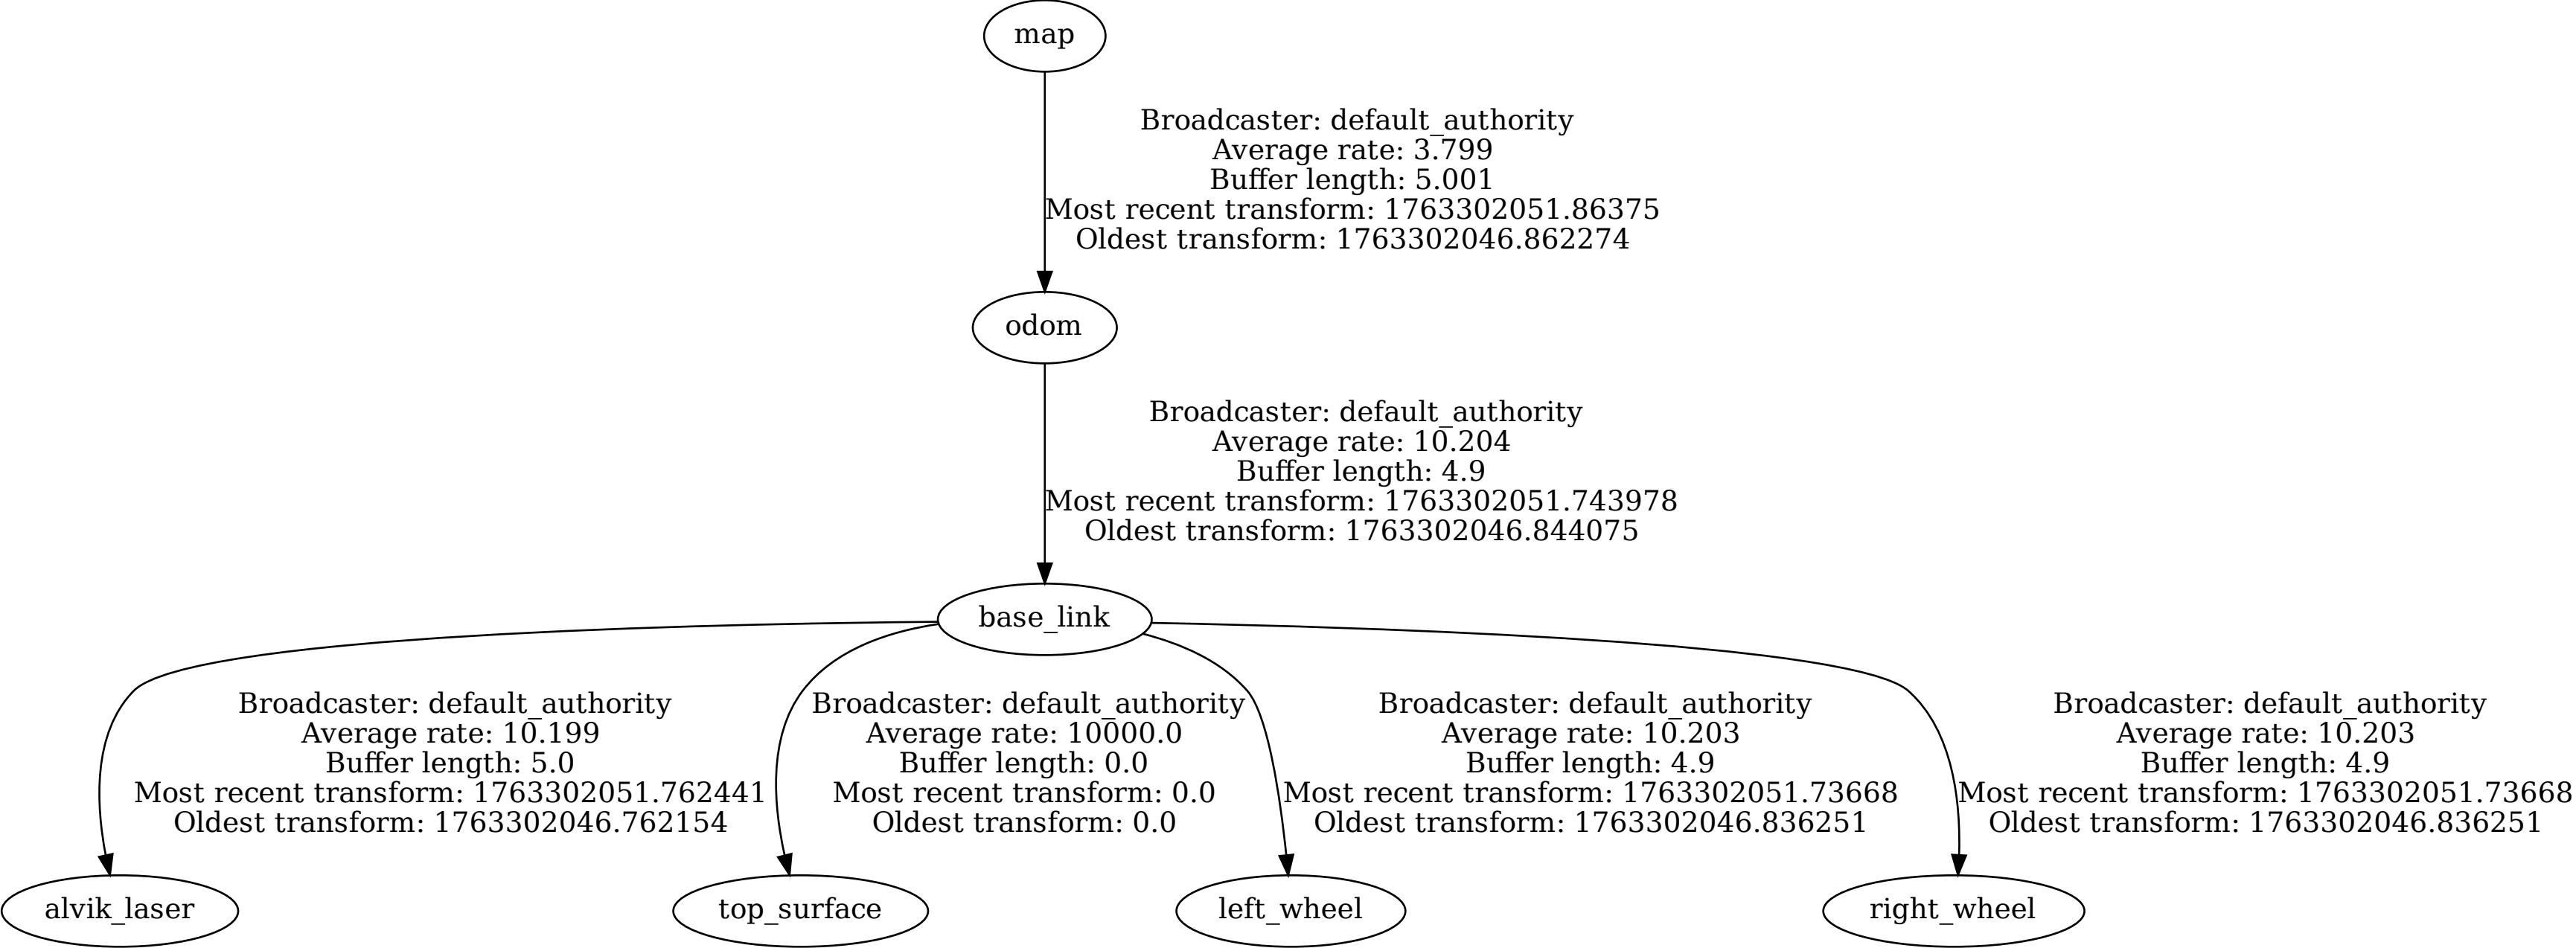 map
Broadcaster: default_authority
Average rate: 3.799
Buffer length: 5.001
Most recent transform: 1763302051.86375
Oldest transform: 1763302046.862274
odom
Broadcaster: default_authority
Average rate: 10.204
Buffer length: 4.9
Most recent transform: 1763302051.743978
Oldest transform: 1763302046.844075
base_link
Broadcaster: default_authority
Average rate: 10.199
Buffer length: 5.0
Most recent transform: 1763302051.762441
Oldest transform: 1763302046.762154
Broadcaster: default_authority
Average rate: 10000.0
Buffer length: 0.0
Most recent transform: 0.0
Oldest transform: 0.0
Broadcaster: default_authority
Average rate: 10.203
Buffer length: 4.9
Most recent transform: 1763302051.73668
Oldest transform: 1763302046.836251
Broadcaster: default_authority
Average rate: 10.203
Buffer length: 4.9
Most recent transform: 1763302051.73668
Oldest transform: 1763302046.836251
alvik_laser
top_surface
left_wheel
right_wheel